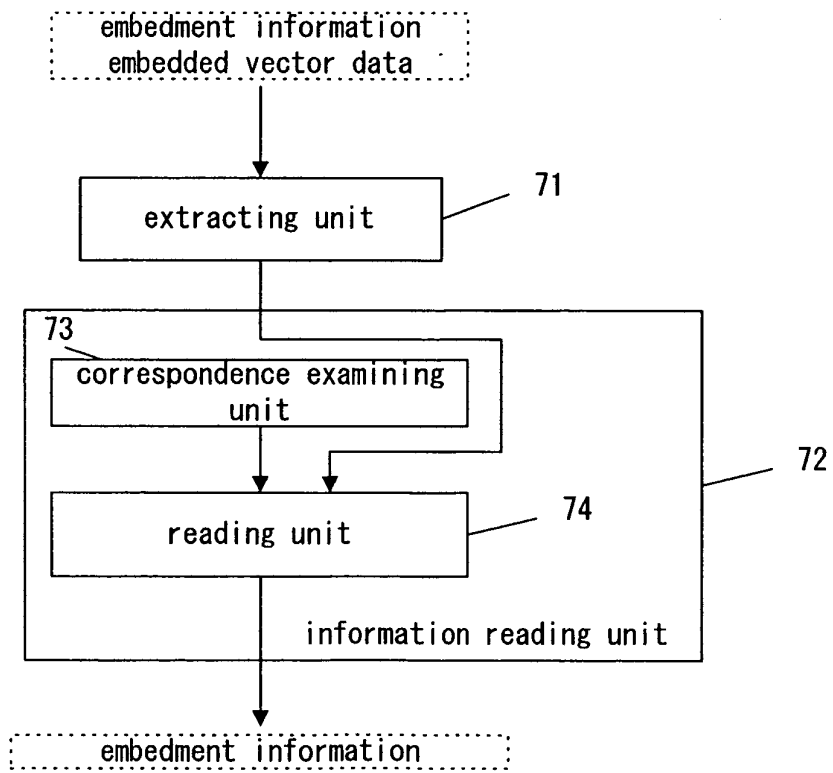 embedment information
embedded vector data
71
extracting unit
73
correspondence examining
unit
72
74
reading unit
information reading unit
embedment information